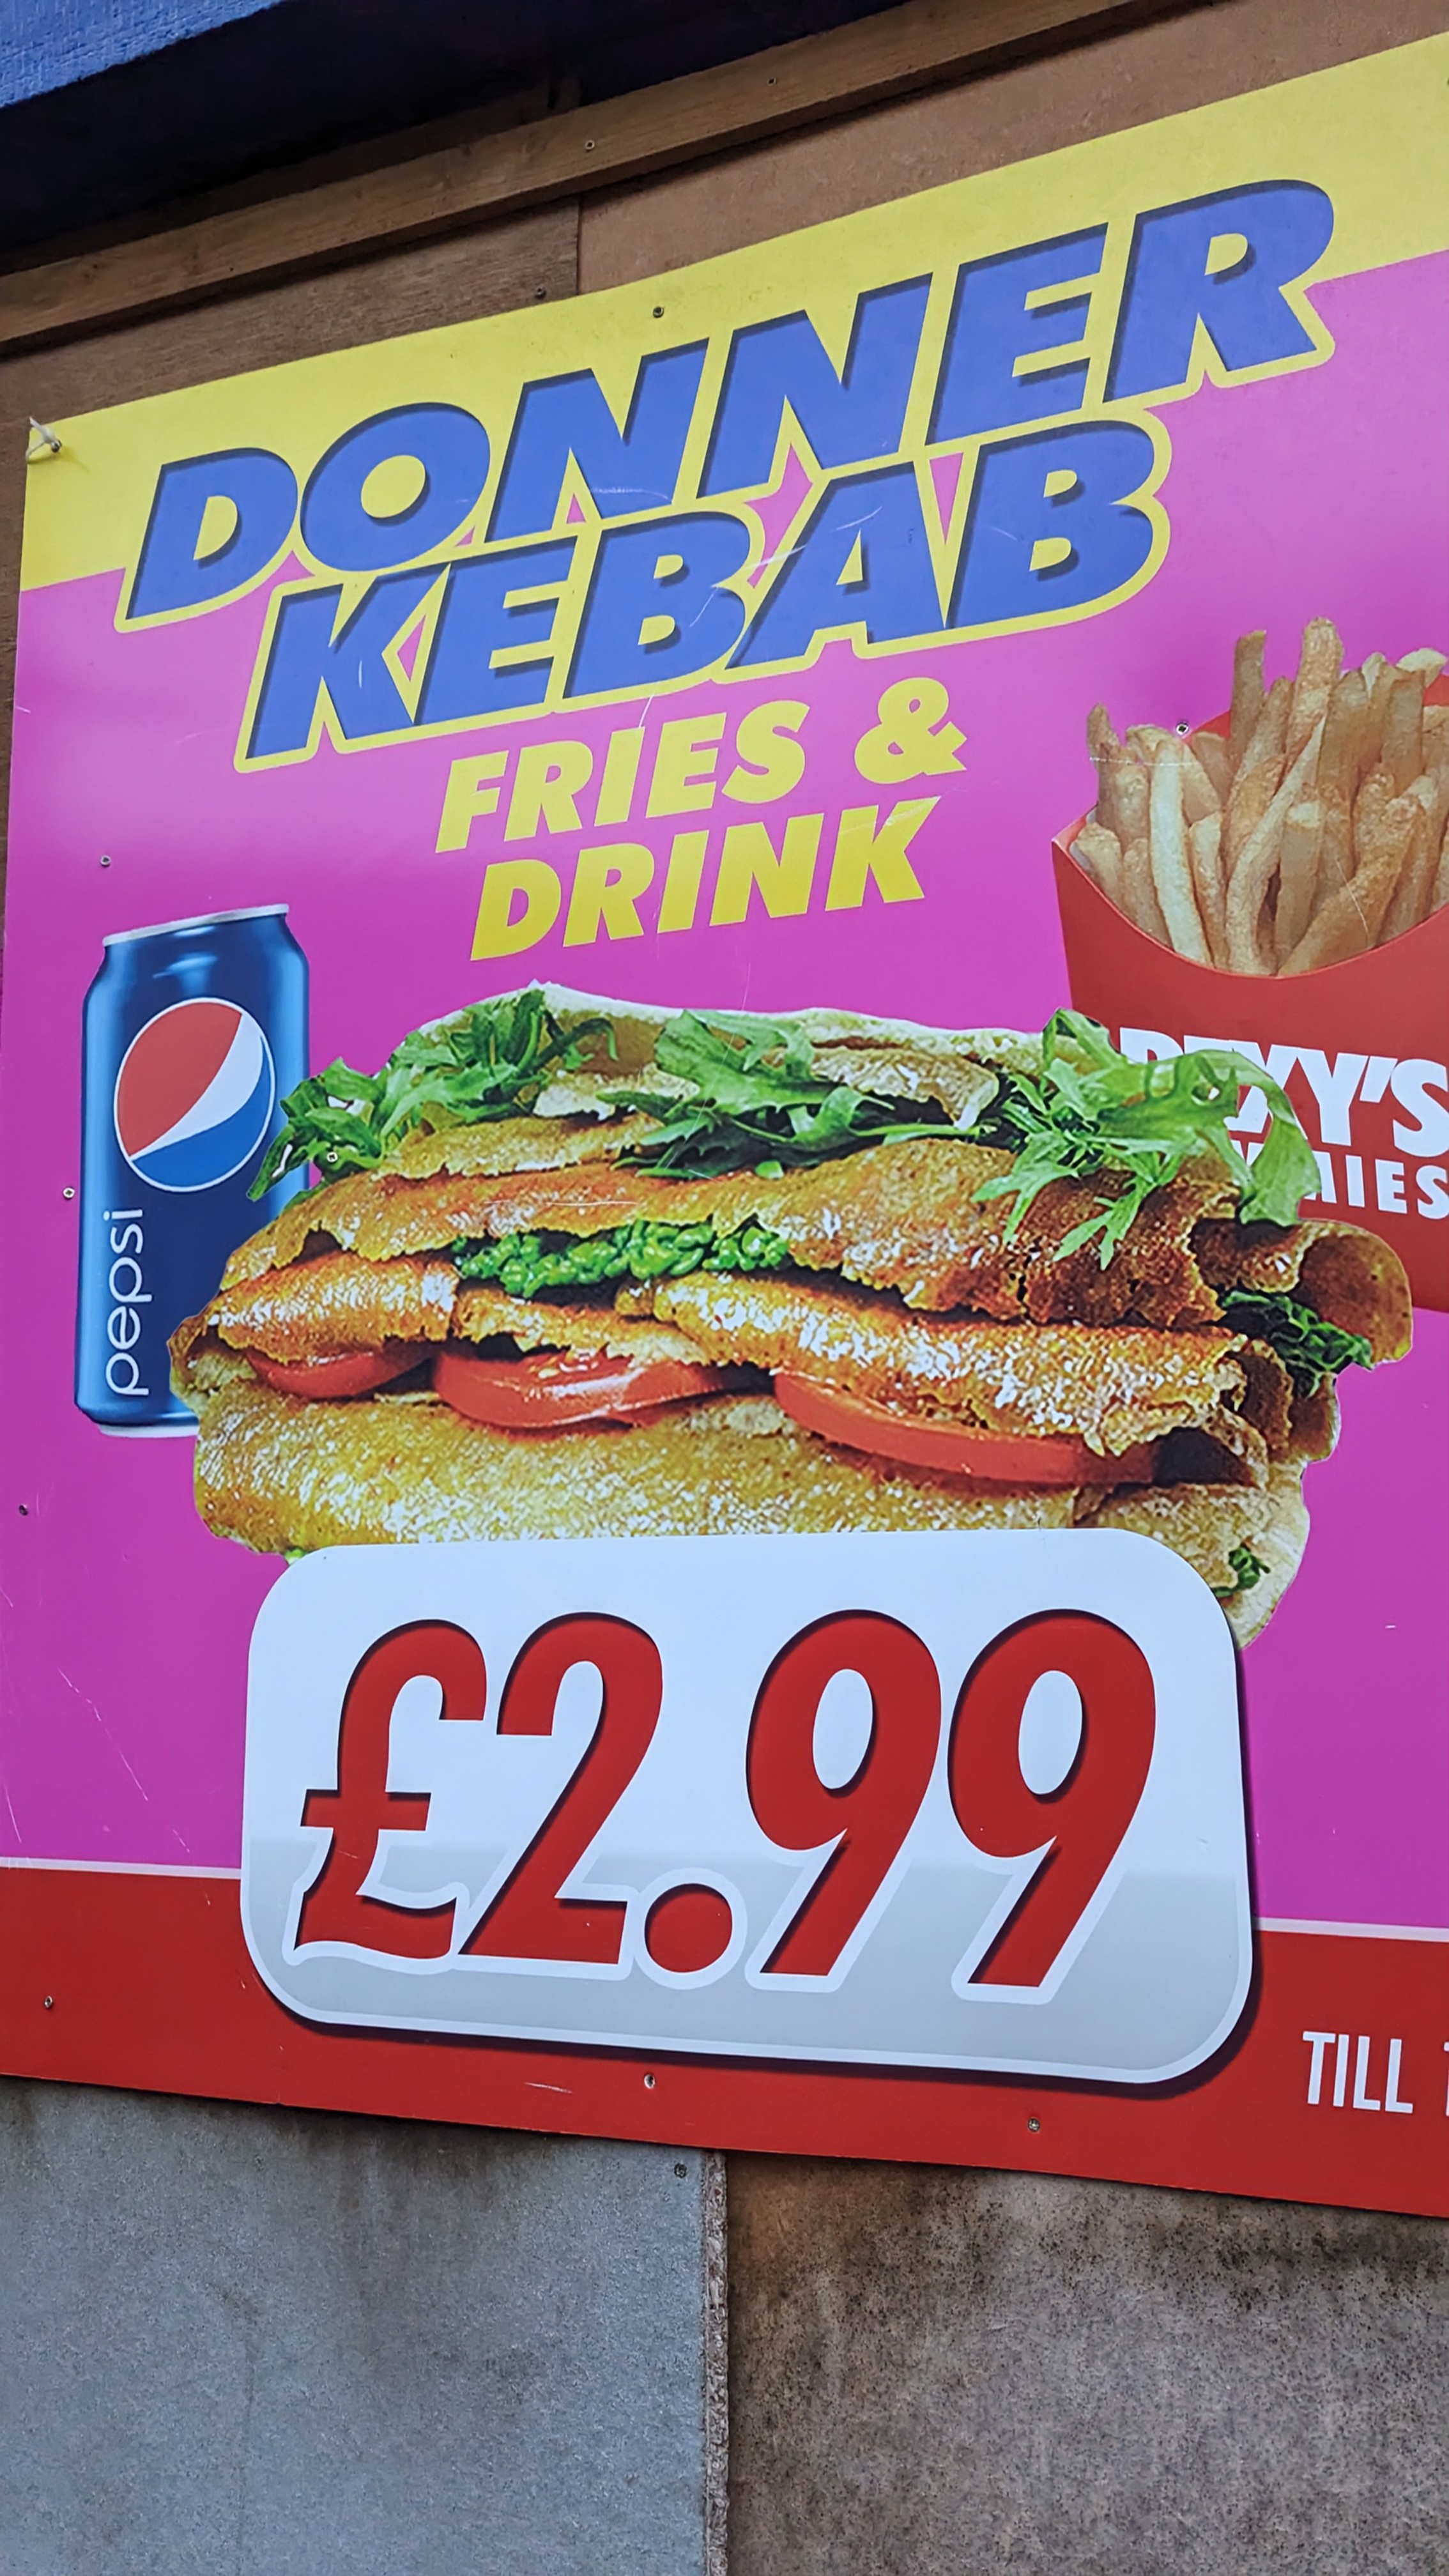 DONNER
KEBAB
FRIES &
DRINK
pepsi
£2.99
TILL